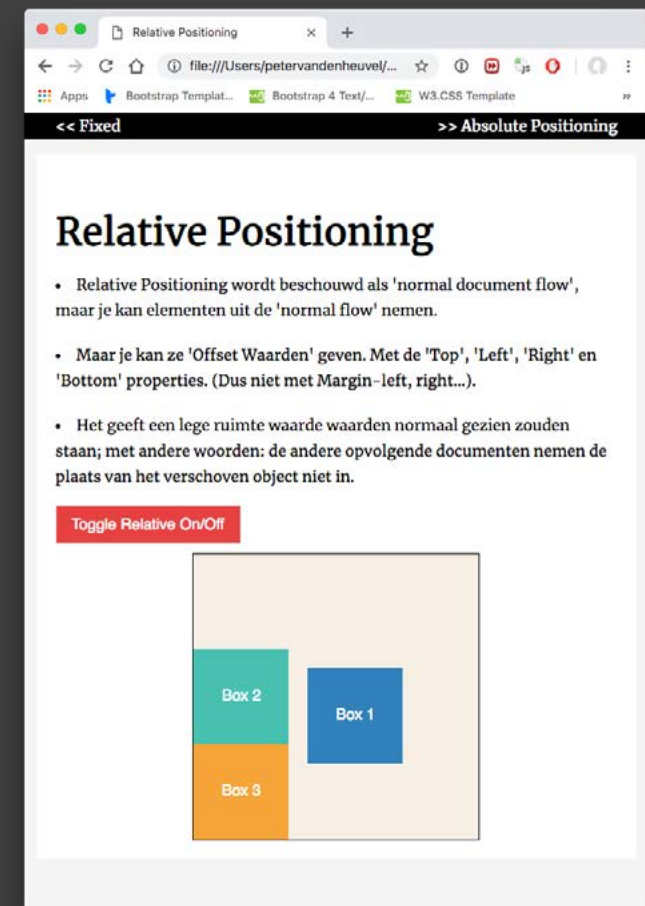 Relative Positioning
file:///Users/petervandenheuvel/...
js
Apps
Bootstrap Templat...
Bootstrap 4 Text/...
W3.CSS Template
<< Fixed
>> Absolute Positioning
Relative Positioning
• Relative Positioning wordt beschouwd als 'normal document flow',
maar je kan elementen uit de 'normal flow' nemen.
• Maar je kan ze 'Offset Waarden' geven. Met de 'Top', 'Left', 'Right' en
'Bottom' properties. (Dus niet met Margin-left, right...).
• Het geeft een lege ruimte waarde waarden normaal gezien zouden
staan; met andere woorden: de andere opvolgende documenten nemen de
plaats van het verschoven object niet in.
Toggle Relative On/Off
Box 2
Box 1
Box 3